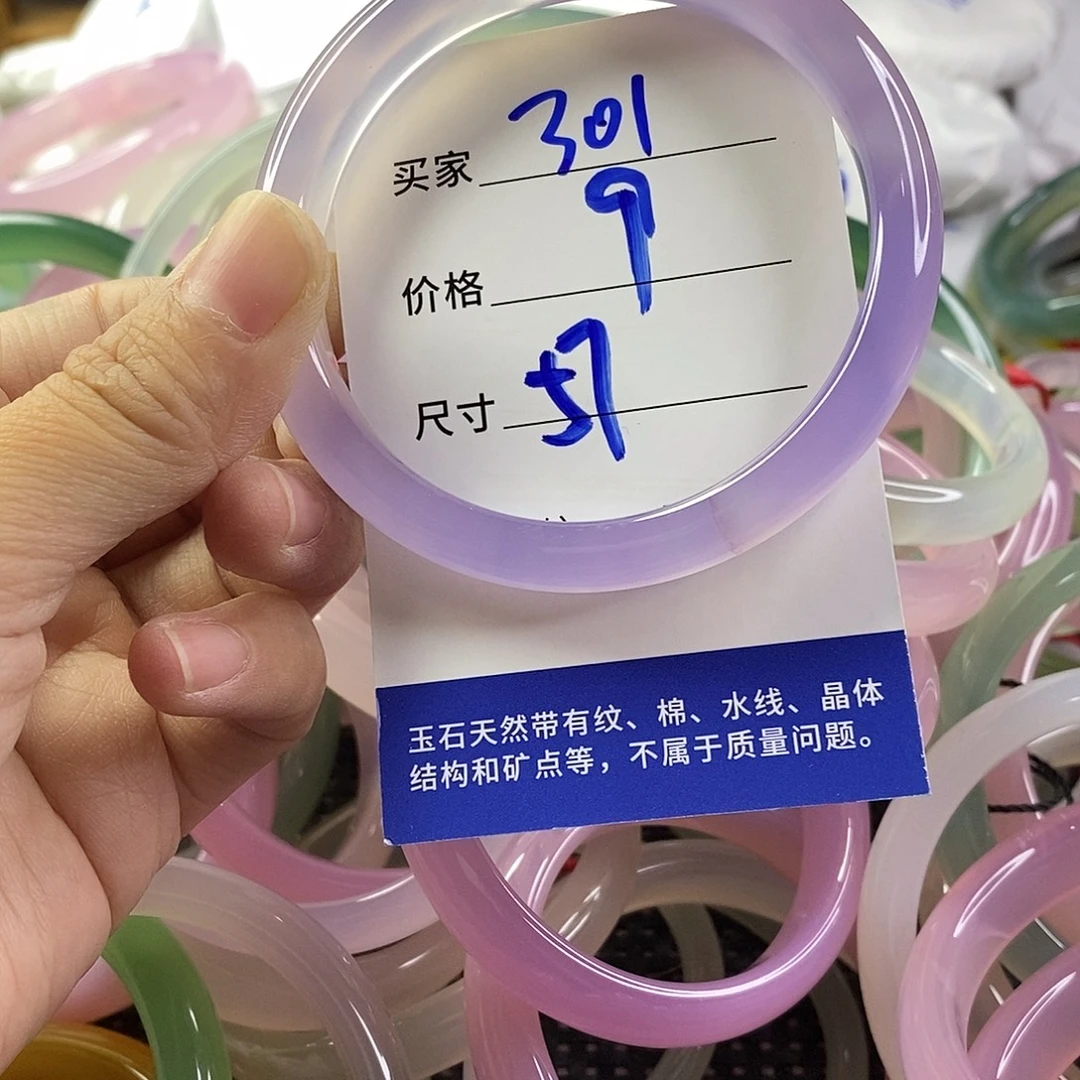 买家 301
价格 9
尺寸 57
玉石天然带有纹、棉、水线、晶体
结构和矿点等，不属于质量问题。